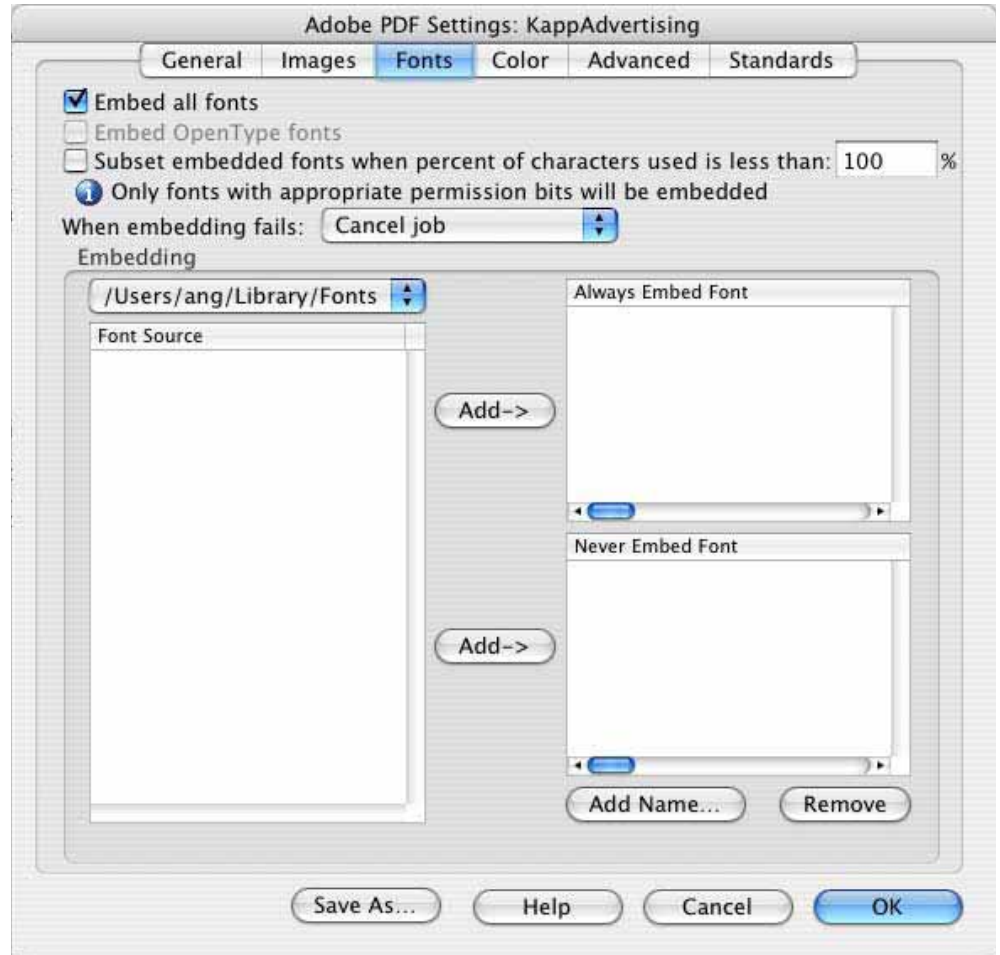 Adobe PDF Settings: KappAdvertising
General Images Fonts Color Advanced Standards
Embed all fonts
Embed OpenType fonts
Subset embedded fonts when percent of characters used is less than: 100 %
Only fonts with appropriate permission bits will be embedded
When embedding fails: Cancel job
Embedding
/Users/ang/Library/Fonts
Font Source
Always Embed Font
Add->
Never Embed Font
Add->
Add Name... Remove
Save As... Help Cancel OK